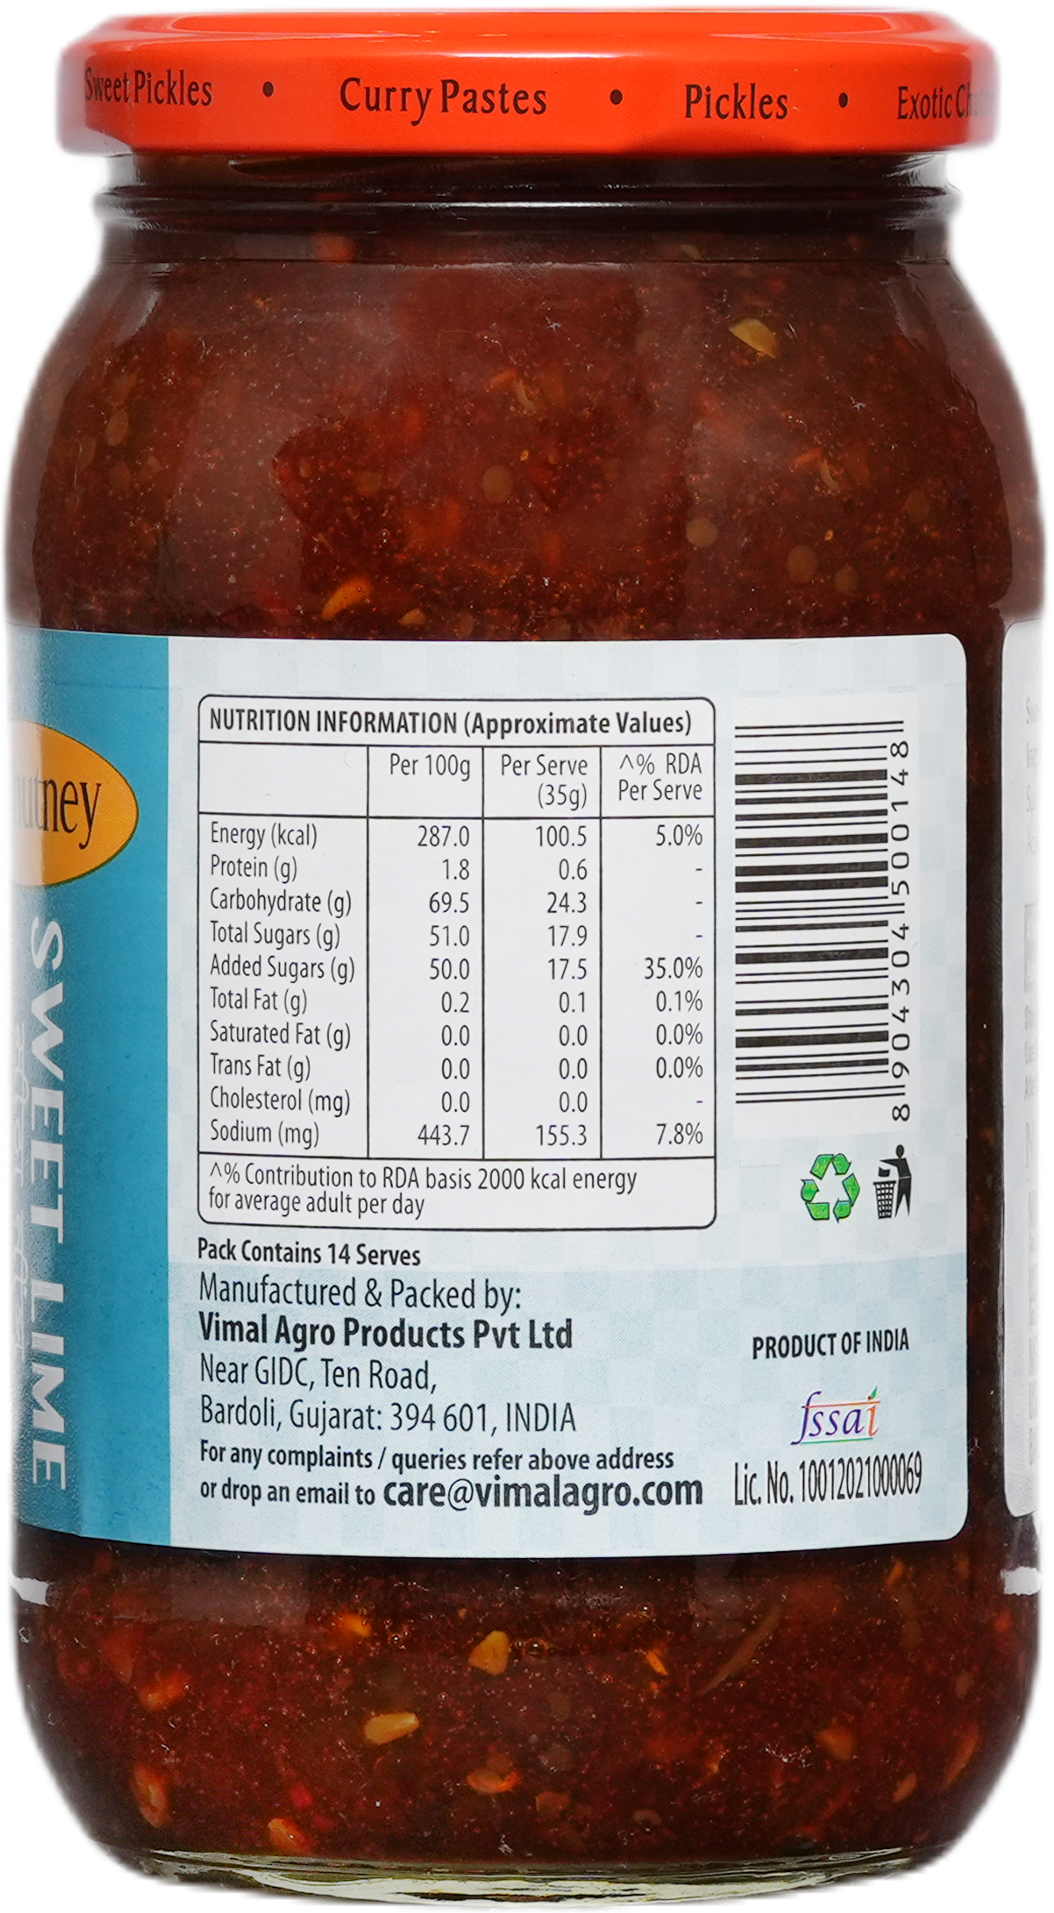 Sweet Pickles • Curry Pastes • Pickles • Exotic
NUTRITION INFORMATION (Approximate Values)
Per 100g Per Serve (35g) ^% RDA Per Serve
Energy (kcal) 287.0 100.5 5.0%
Protein (g) 1.8 0.6 -
Carbohydrate (g) 69.5 24.3 -
Total Sugars (g) 51.0 17.9 -
Added Sugars (g) 50.0 17.5 35.0%
Total Fat (g) 0.2 0.1 0.1%
Saturated Fat (g) 0.0 0.0 0.0%
Trans Fat (g) 0.0 0.0 0.0%
Cholesterol (mg) 0.0 0.0 -
Sodium (mg) 443.7 155.3 7.8%
^% Contribution to RDA basis 2000 kcal energy
for average adult per day
8 904304 500148
Pack Contains 14 Serves
Manufactured & Packed by:
Vimal Agro Products Pvt Ltd
Near GIDC, Ten Road,
Bardoli, Gujarat: 394 601, INDIA
For any complaints / queries refer above address
or drop an email to care@vimalagro.com
PRODUCT OF INDIA
fssai
Lic. No. 10012021000069
SWEET LIME